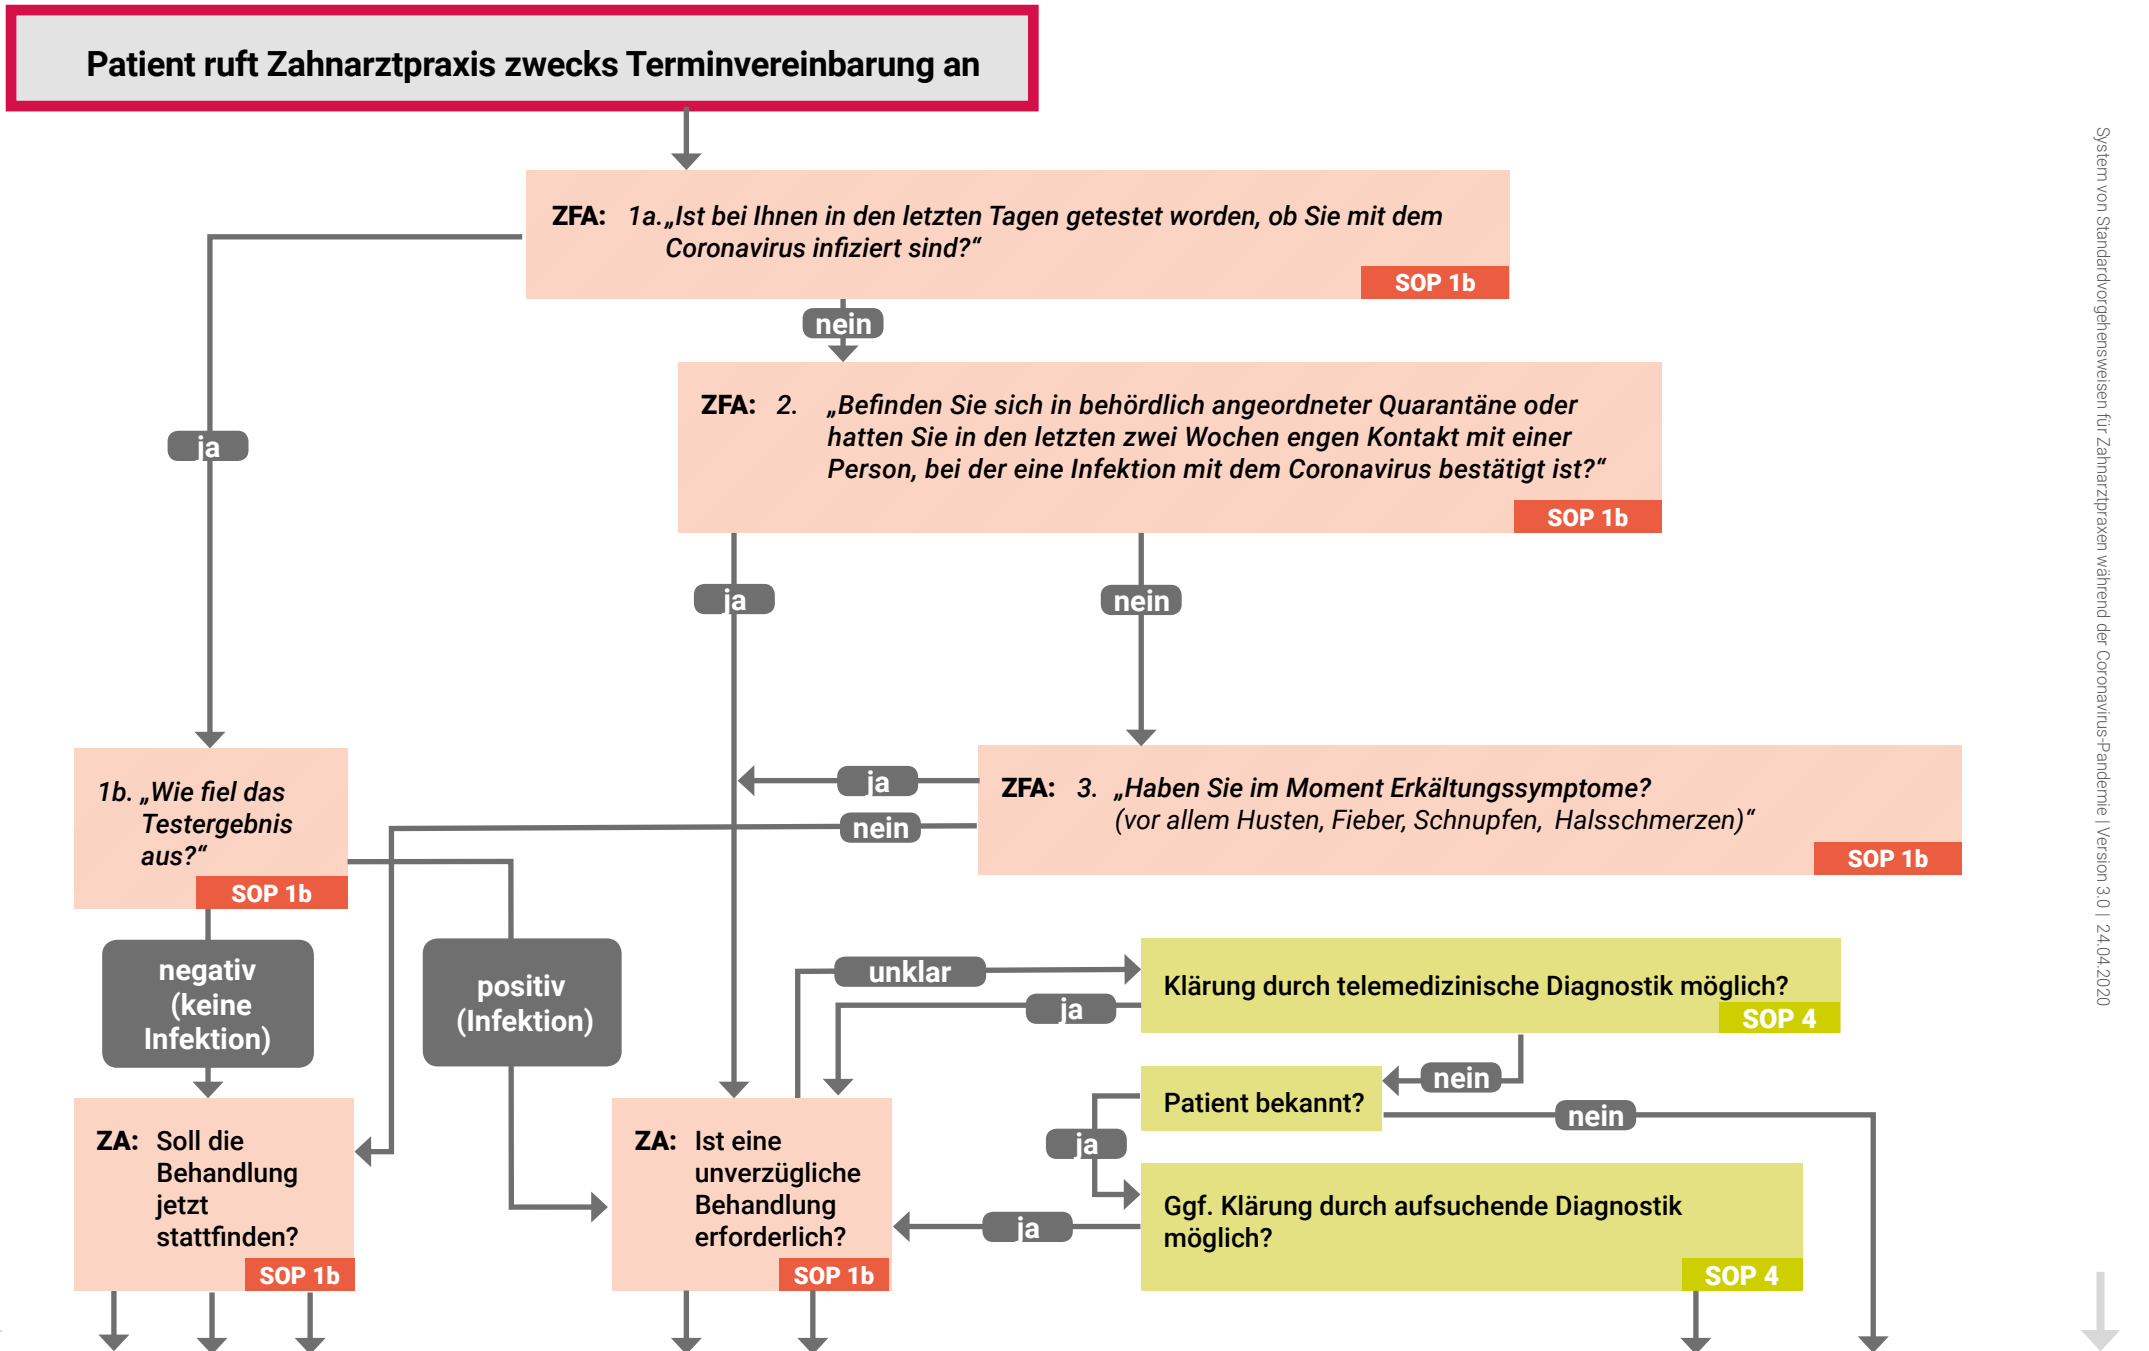 Patient ruft Zahnarztpraxis zwecks Terminvereinbarung an
ZFA: 1a. „Ist bei Ihnen in den letzten Tagen getestet worden, ob Sie mit dem
Coronavirus infiziert sind?“
SOP 1b
nein
ja
ZFA: 2. „Befinden Sie sich in behördlich angeordneter Quarantäne oder
hatten Sie in den letzten zwei Wochen engen Kontakt mit einer
Person, bei der eine Infektion mit dem Coronavirus bestätigt ist?“
SOP 1b
ja
nein
1b. „Wie fiel das
Testergebnis
aus?“
SOP 1b
ja
nein
ZFA: 3. „Haben Sie im Moment Erkältungssymptome?
(vor allem Husten, Fieber, Schnupfen, Halsschmerzen)“
SOP 1b
negativ
(keine
Infektion)
positiv
(Infektion)
unklar
ja
Klärung durch telemedizinische Diagnostik möglich?
SOP 4
nein
Patient bekannt?
nein
ja
ZA: Soll die
Behandlung
jetzt
stattfinden?
SOP 1b
ZA: Ist eine
unverzügliche
Behandlung
erforderlich?
SOP 1b
ja
Ggf. Klärung durch aufsuchende Diagnostik
möglich?
SOP 4
System von Standardvorgehensweisen für Zahnarztpraxen während der Coronavirus-Pandemie | Version 3.0 | 24.04.2020